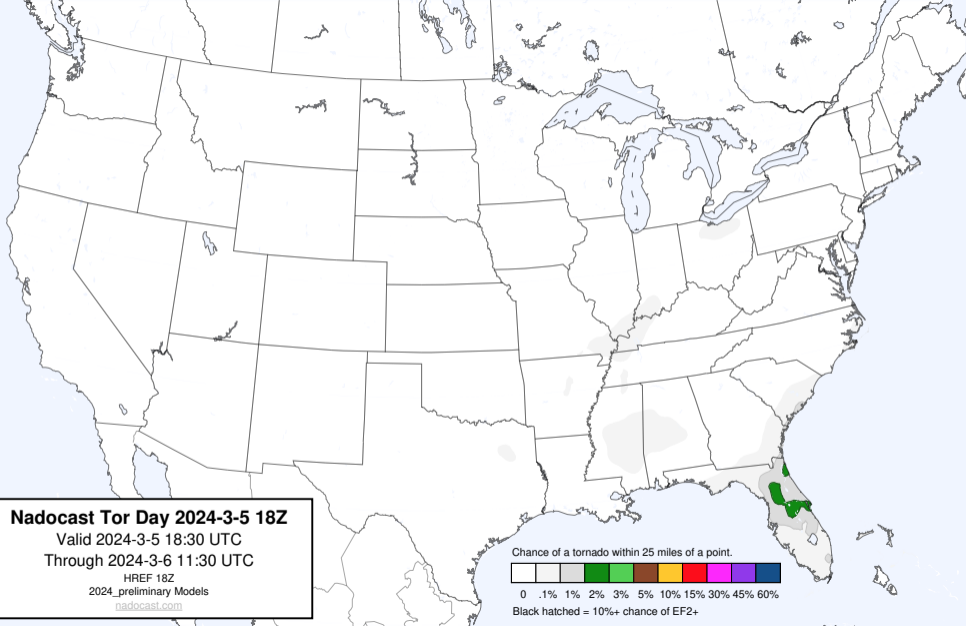 Nadocast Tor Day 2024-3-5 18Z
Valid 2024-3-5 18:30 UTC
Through 2024-3-6 11:30 UTC
HREF 18Z
2024_preliminary Models
nadocast.com
Chance of a tornado within 25 miles of a point.
0 .1% 1% 2% 3% 5% 10% 15% 30% 45% 60%
Black hatched = 10%+ chance of EF2+